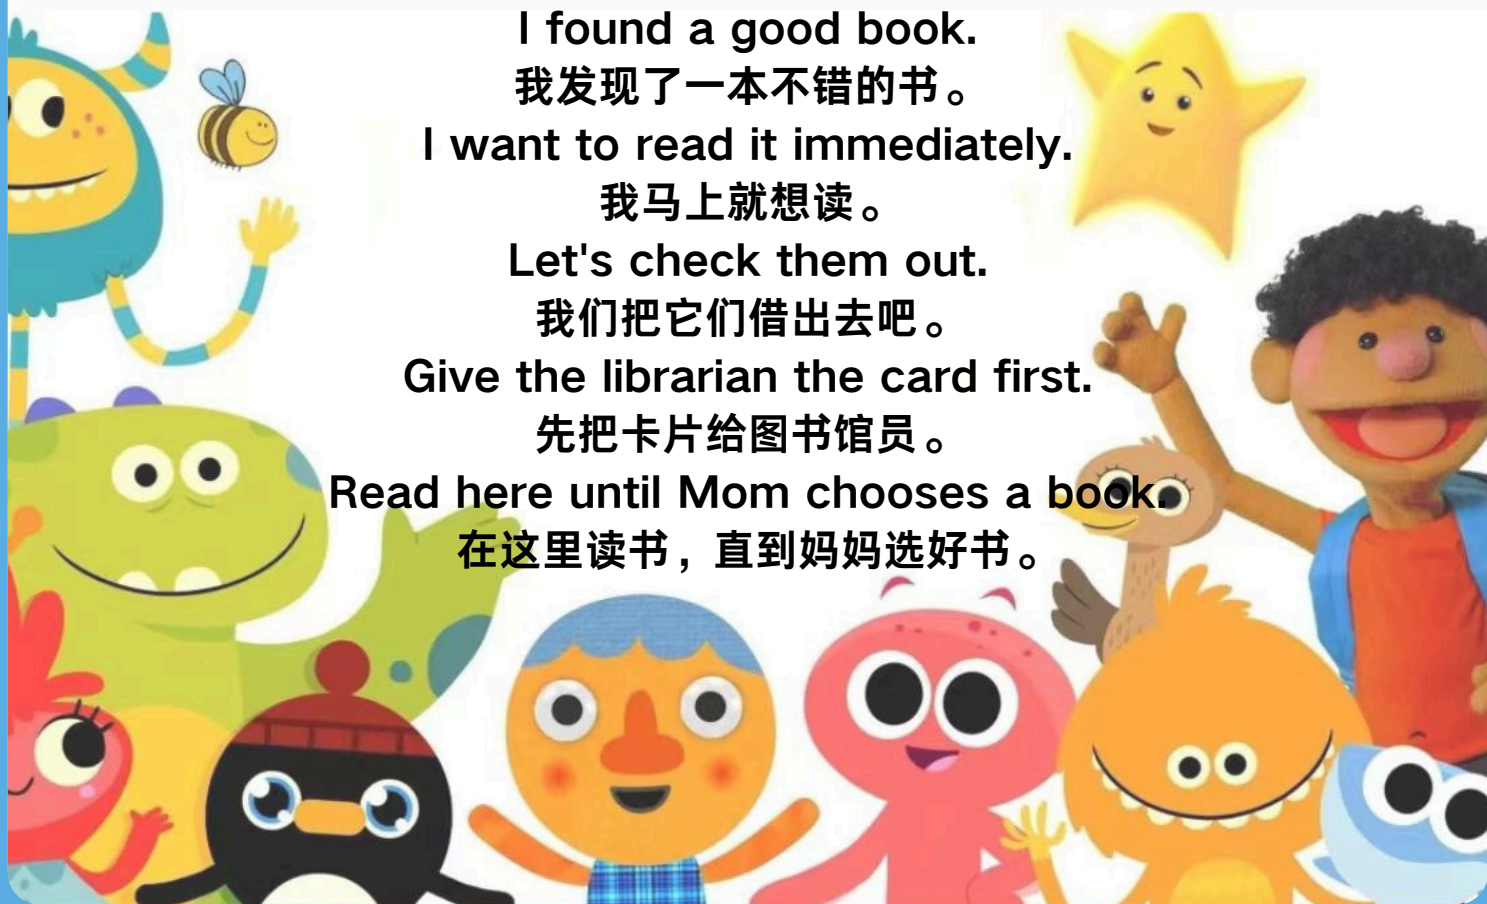 I found a good book.
我发现了一本不错的书。
I want to read it immediately.
我马上就想读。
Let's check them out.
我们把它们借出去吧。
Give the librarian the card first.
先把卡片给图书馆员。
Read here until Mom chooses a book.
在这里读书，直到妈妈选好书。